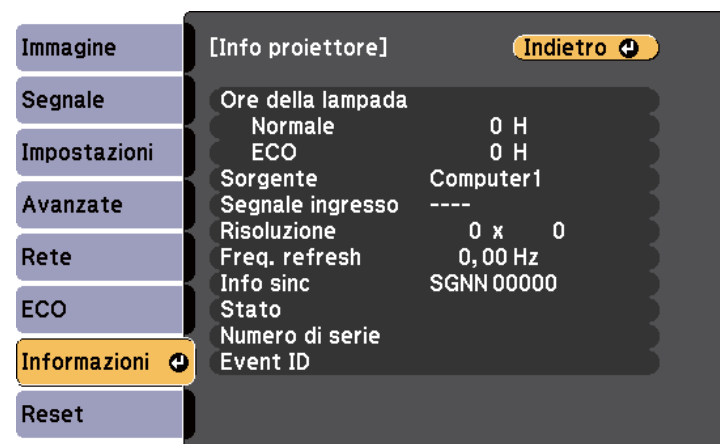 Immagine
Segnale
Impostazioni
Avanzate
Rete
ECO
Informazioni
Reset
[Info proiettore] Indietro
Ore della lampada
Normale 0 H
ECO 0 H
Sorgente Computer1
Segnale ingresso ----
Risoluzione 0 x 0
Freq. refresh 0,00 Hz
Info sinc SGNN 00000
Stato
Numero di serie
Event ID